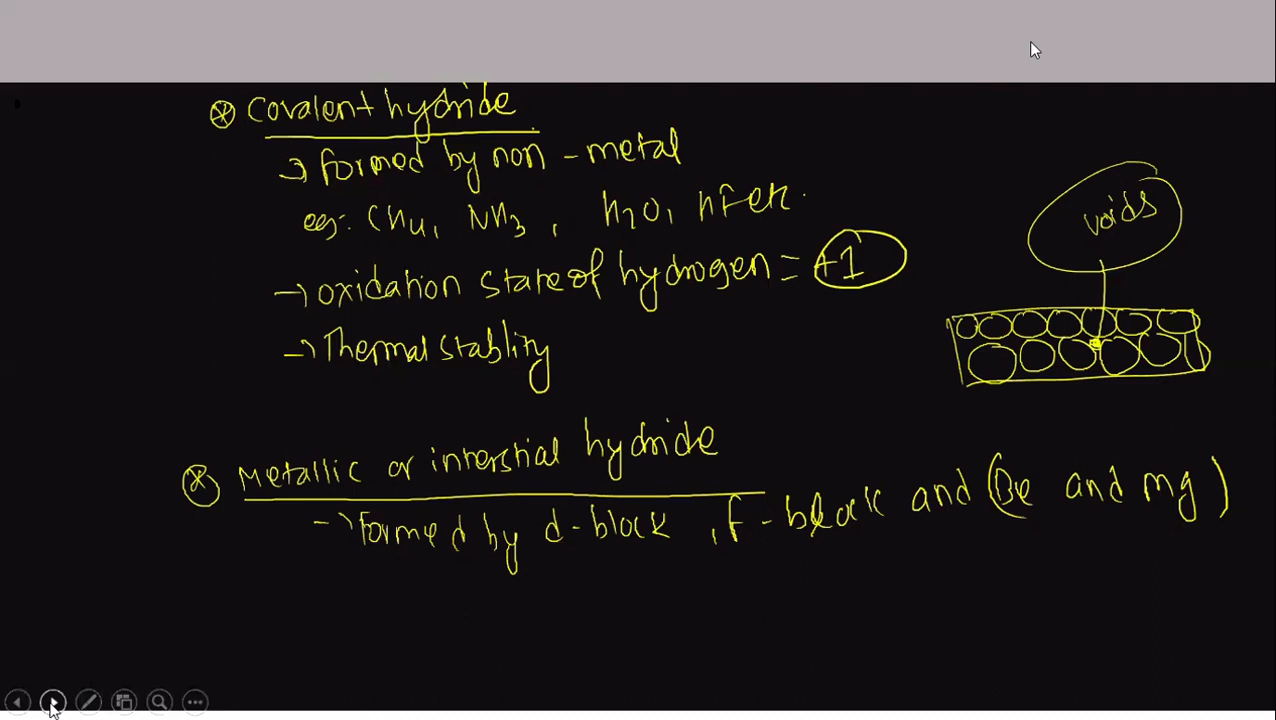 Covalent hydride
→ formed by non - metal
eg: CH4, NH3, H2O, HF etc.
→ oxidation state of hydrogen = +1
→ Thermal stablity
voids
Metallic or interstial hydride
→ formed by d-block, f-block and (Be and mg)